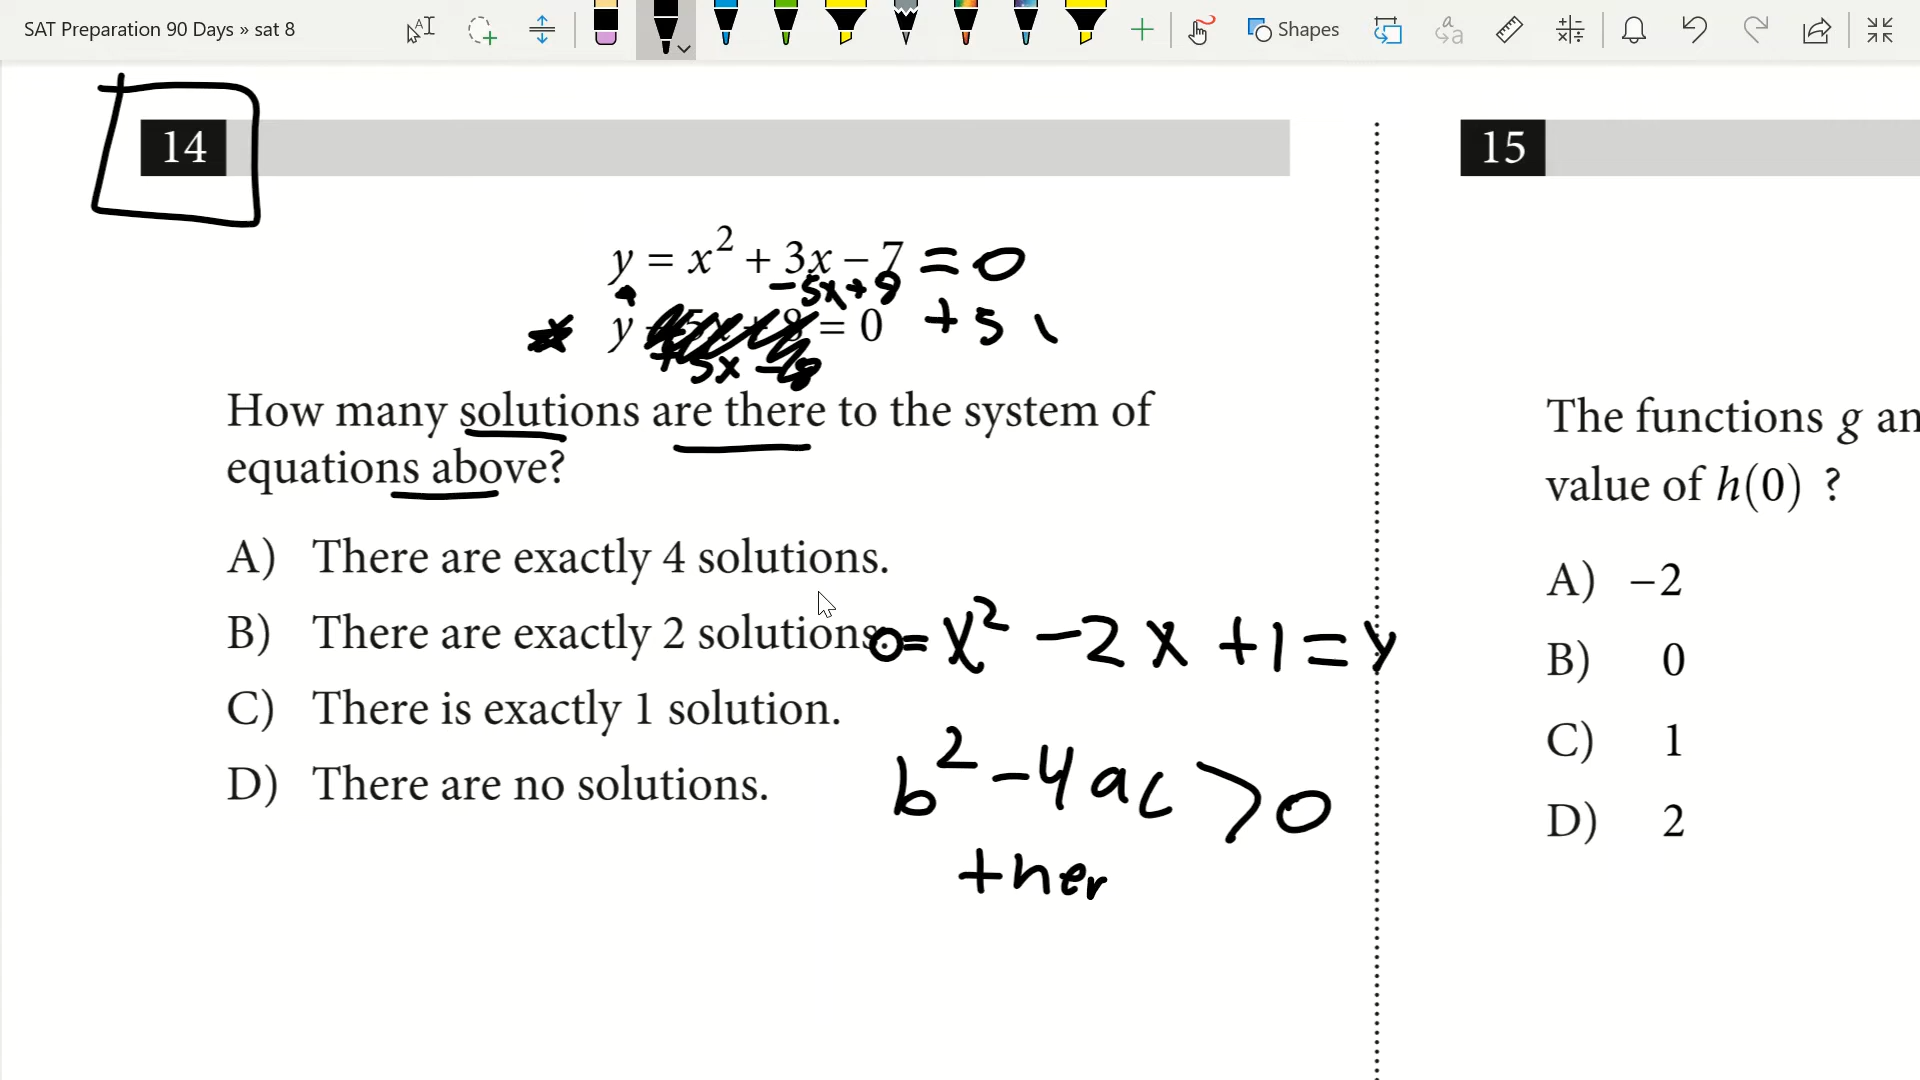 SAT Preparation 90 Days » sat 8
Shapes
14
y = x² + 3x − 7 = 0
−5x + 8
y = 0 + 5
+5x − 8
How many solutions are there to the system of
equations above?
A) There are exactly 4 solutions.
B) There are exactly 2 solutions.
0 = x² − 2x + 1 = y
C) There is exactly 1 solution.
D) There are no solutions.
b² − 4ac > 0
ther
15
The functions g an
value of h(0) ?
A) −2
B) 0
C) 1
D) 2